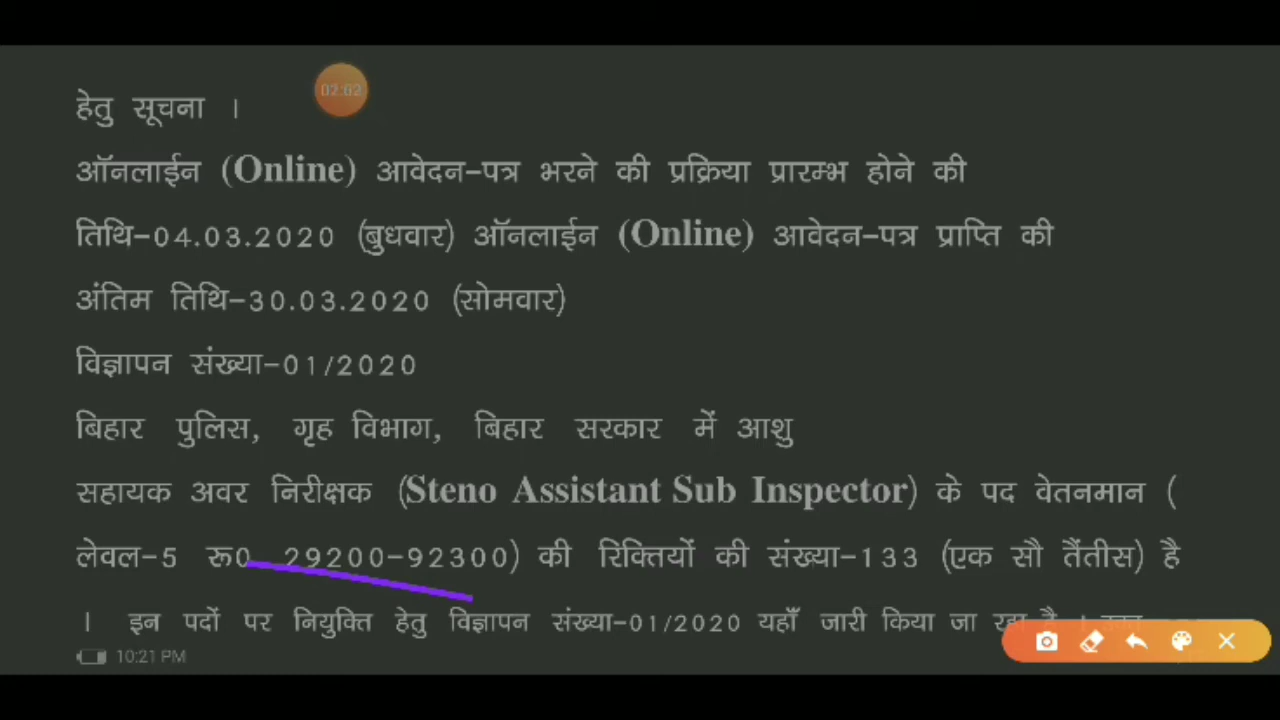 हेतु सूचना ।
02:02
ऑनलाईन (Online) आवेदन-पत्र भरने की प्रक्रिया प्रारम्भ होने की
तिथि-04.03.2020 (बुधवार) ऑनलाईन (Online) आवेदन-पत्र प्राप्ति की
अंतिम तिथि-30.03.2020 (सोमवार)
विज्ञापन संख्या-01/2020
बिहार पुलिस, गृह विभाग, बिहार सरकार में आशु
सहायक अवर निरीक्षक (Steno Assistant Sub Inspector) के पद वेतनमान (
लेवल-5 रू0 29200-92300) की रिक्तियों की संख्या-133 (एक सौ तैंतीस) है
। इन पदों पर नियुक्ति हेतु विज्ञापन संख्या-01/2020 यहाँ जारी किया जा
10:21 PM